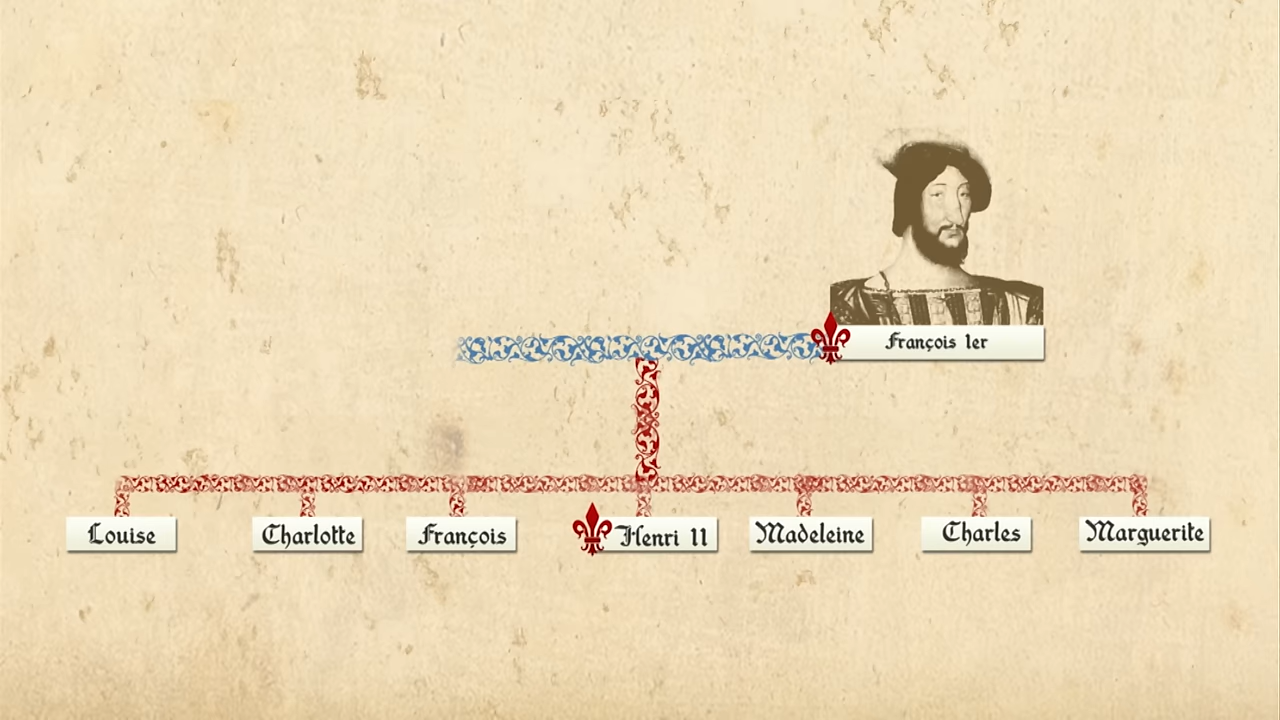 François 1er
Louise
Charlotte
François
Henri II
Madeleine
Charles
Marguerite